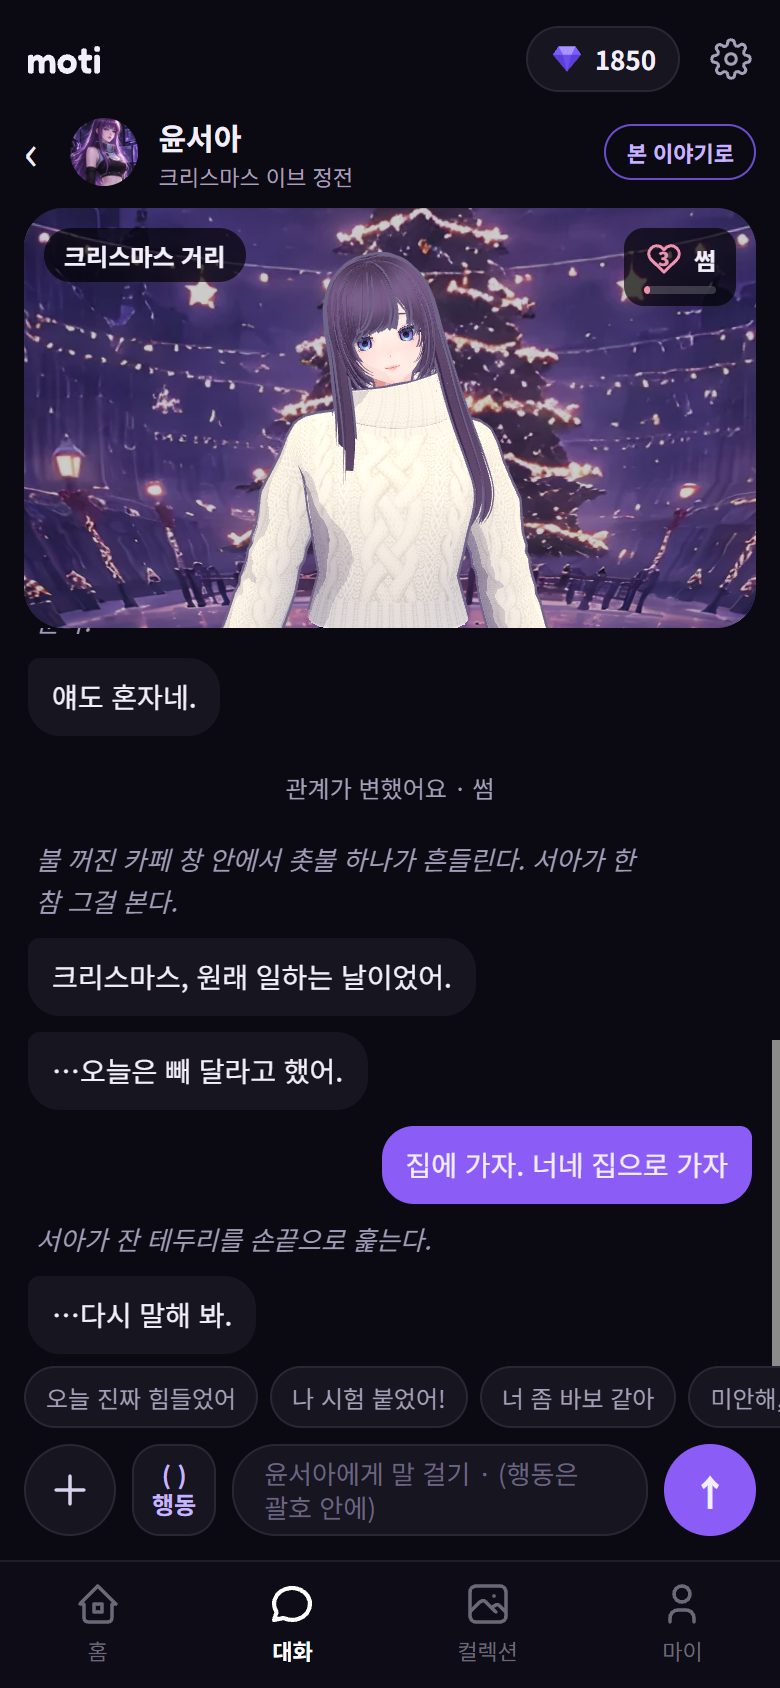 moti
1850
윤서아
크리스마스 이브 정전
본 이야기로
크리스마스 거리
3 썸
얘도 혼자네.
관계가 변했어요 · 썸
불 꺼진 카페 창 안에서 촛불 하나가 흔들린다. 서아가 한
참 그걸 본다.
크리스마스, 원래 일하는 날이었어.
…오늘은 빼 달라고 했어.
집에 가자. 너네 집으로 가자
서아가 잔 테두리를 손끝으로 훑는다.
…다시 말해 봐.
오늘 진짜 힘들었어
나 시험 붙었어!
너 좀 바보 같아
미안해,
( )
행동
윤서아에게 말 걸기 · (행동은
괄호 안에)
홈
대화
컬렉션
마이